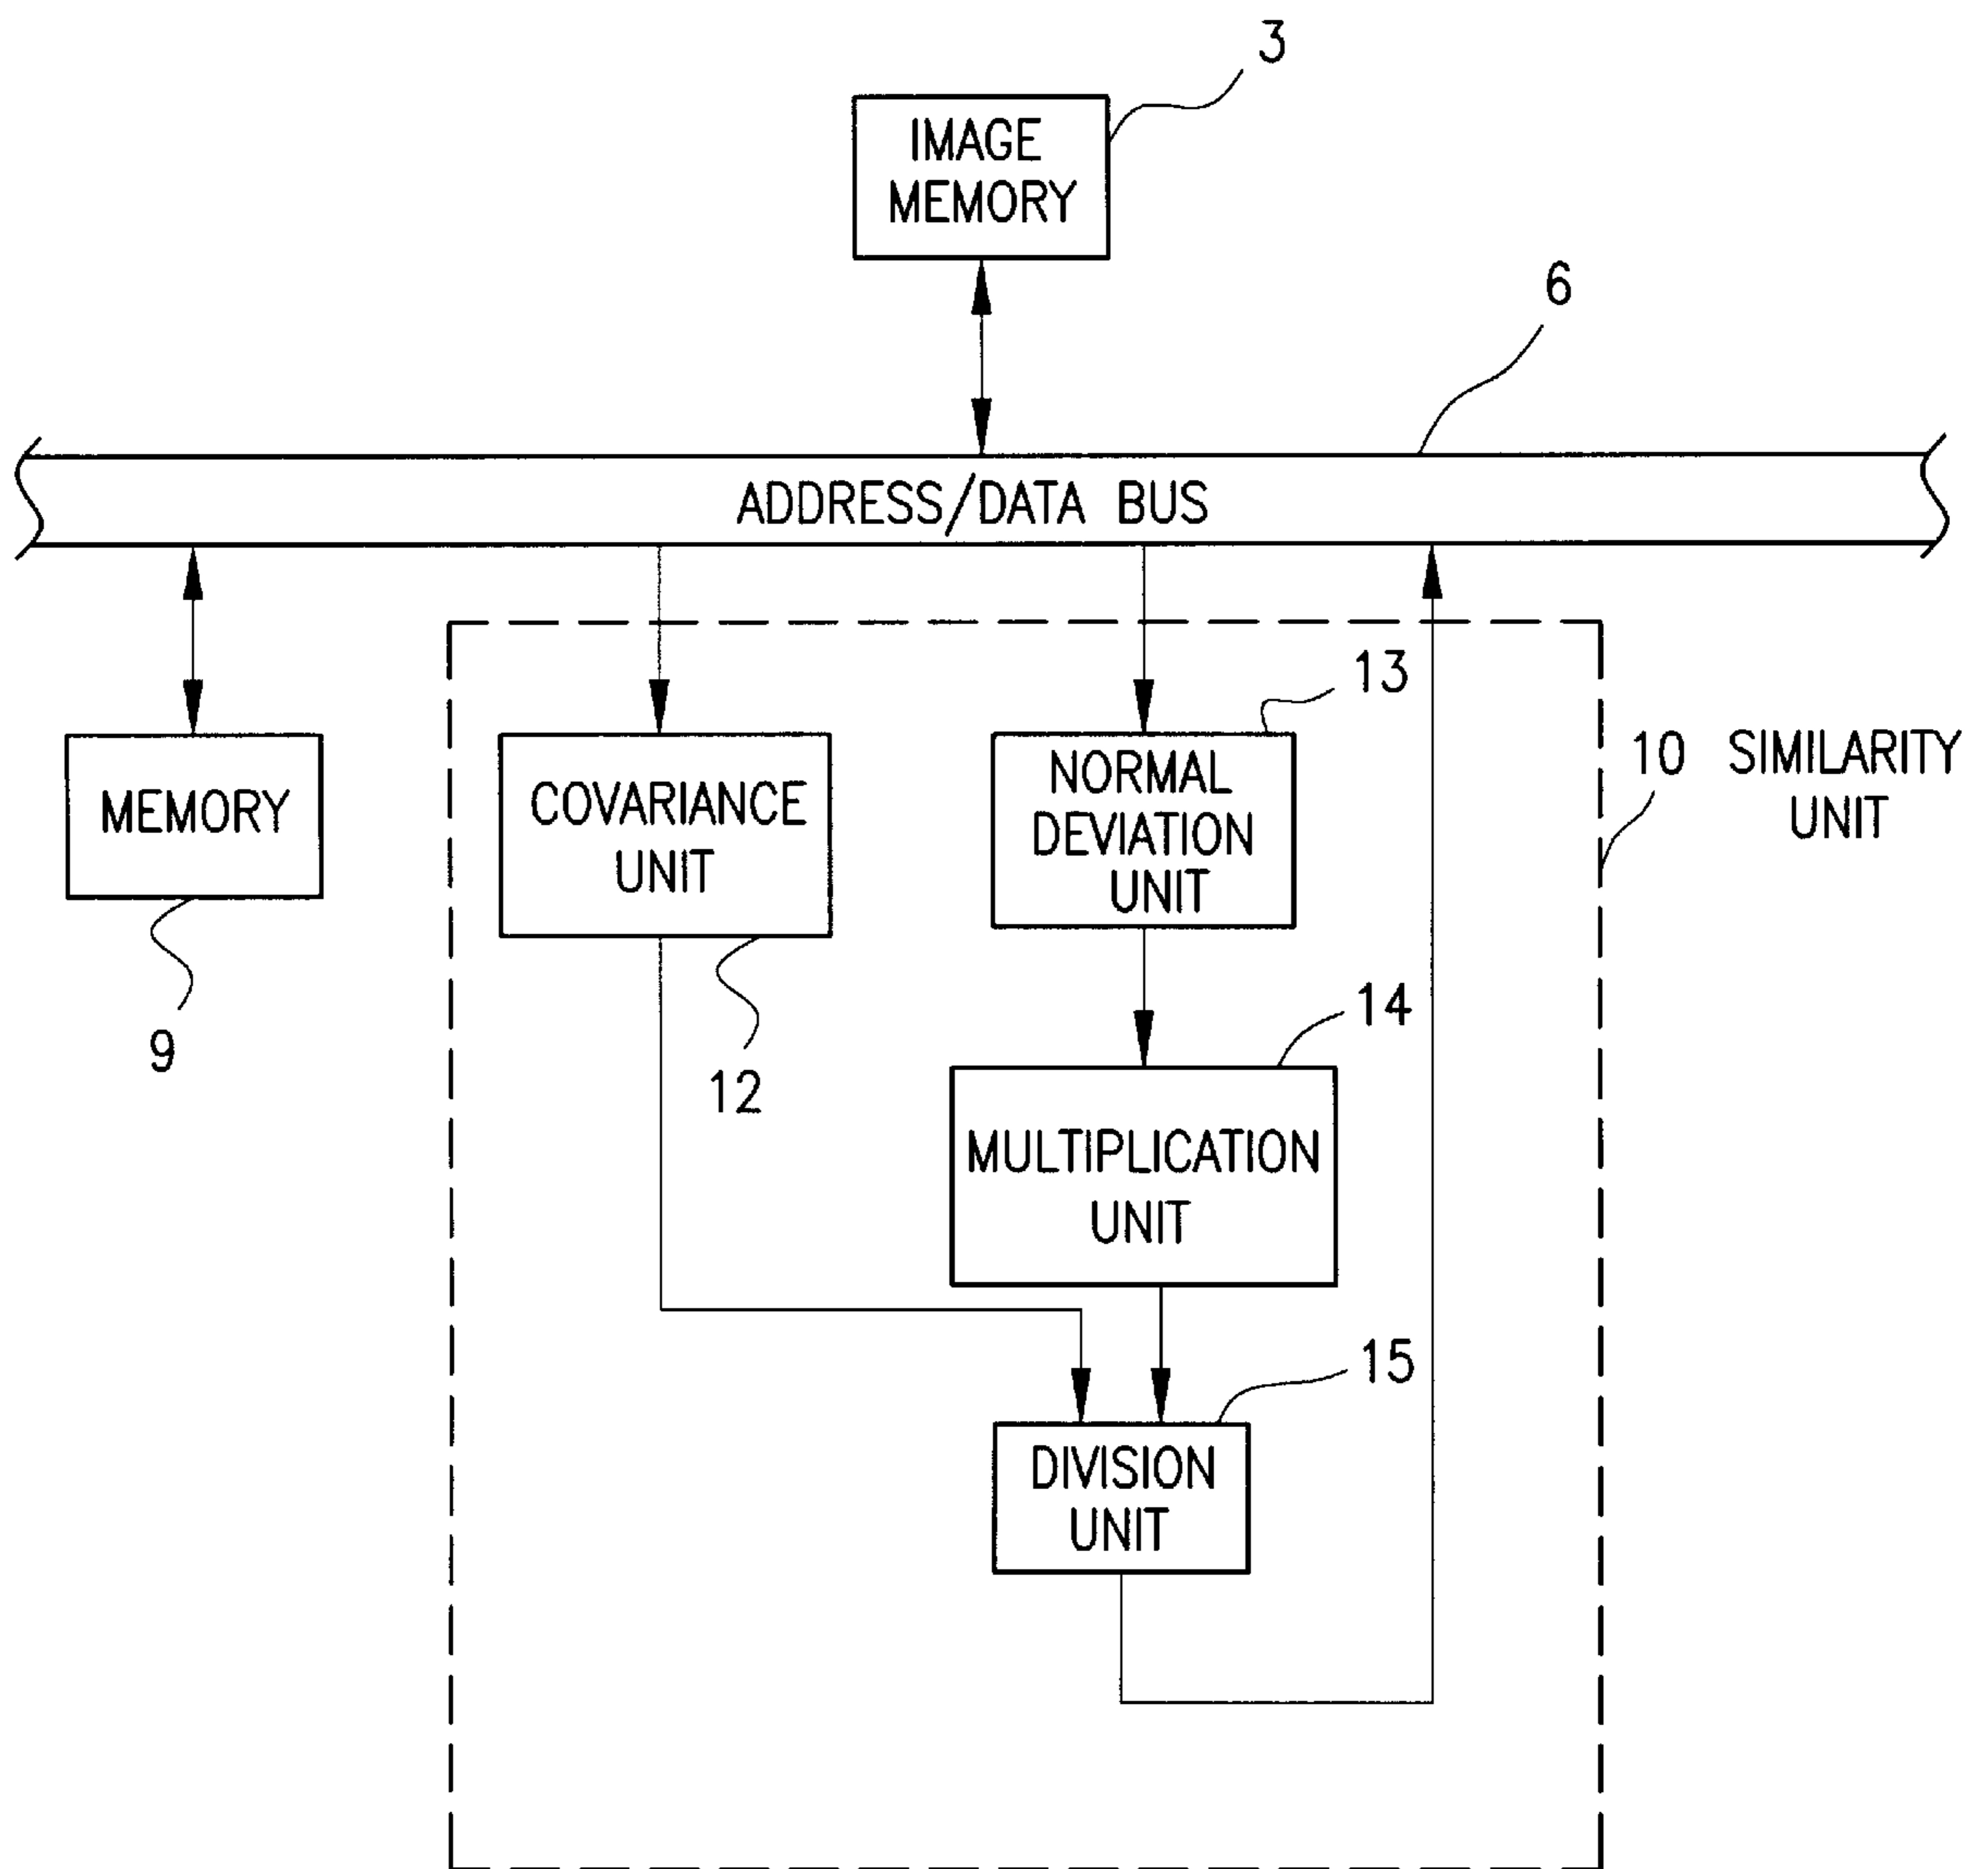 3
IMAGE
MEMORY
6
ADDRESS/DATA BUS
13
10 SIMILARITY
UNIT
MEMORY
COVARIANCE
UNIT
NORMAL
DEVIATION
UNIT
9
12
14
MULTIPLICATION
UNIT
15
DIVISION
UNIT